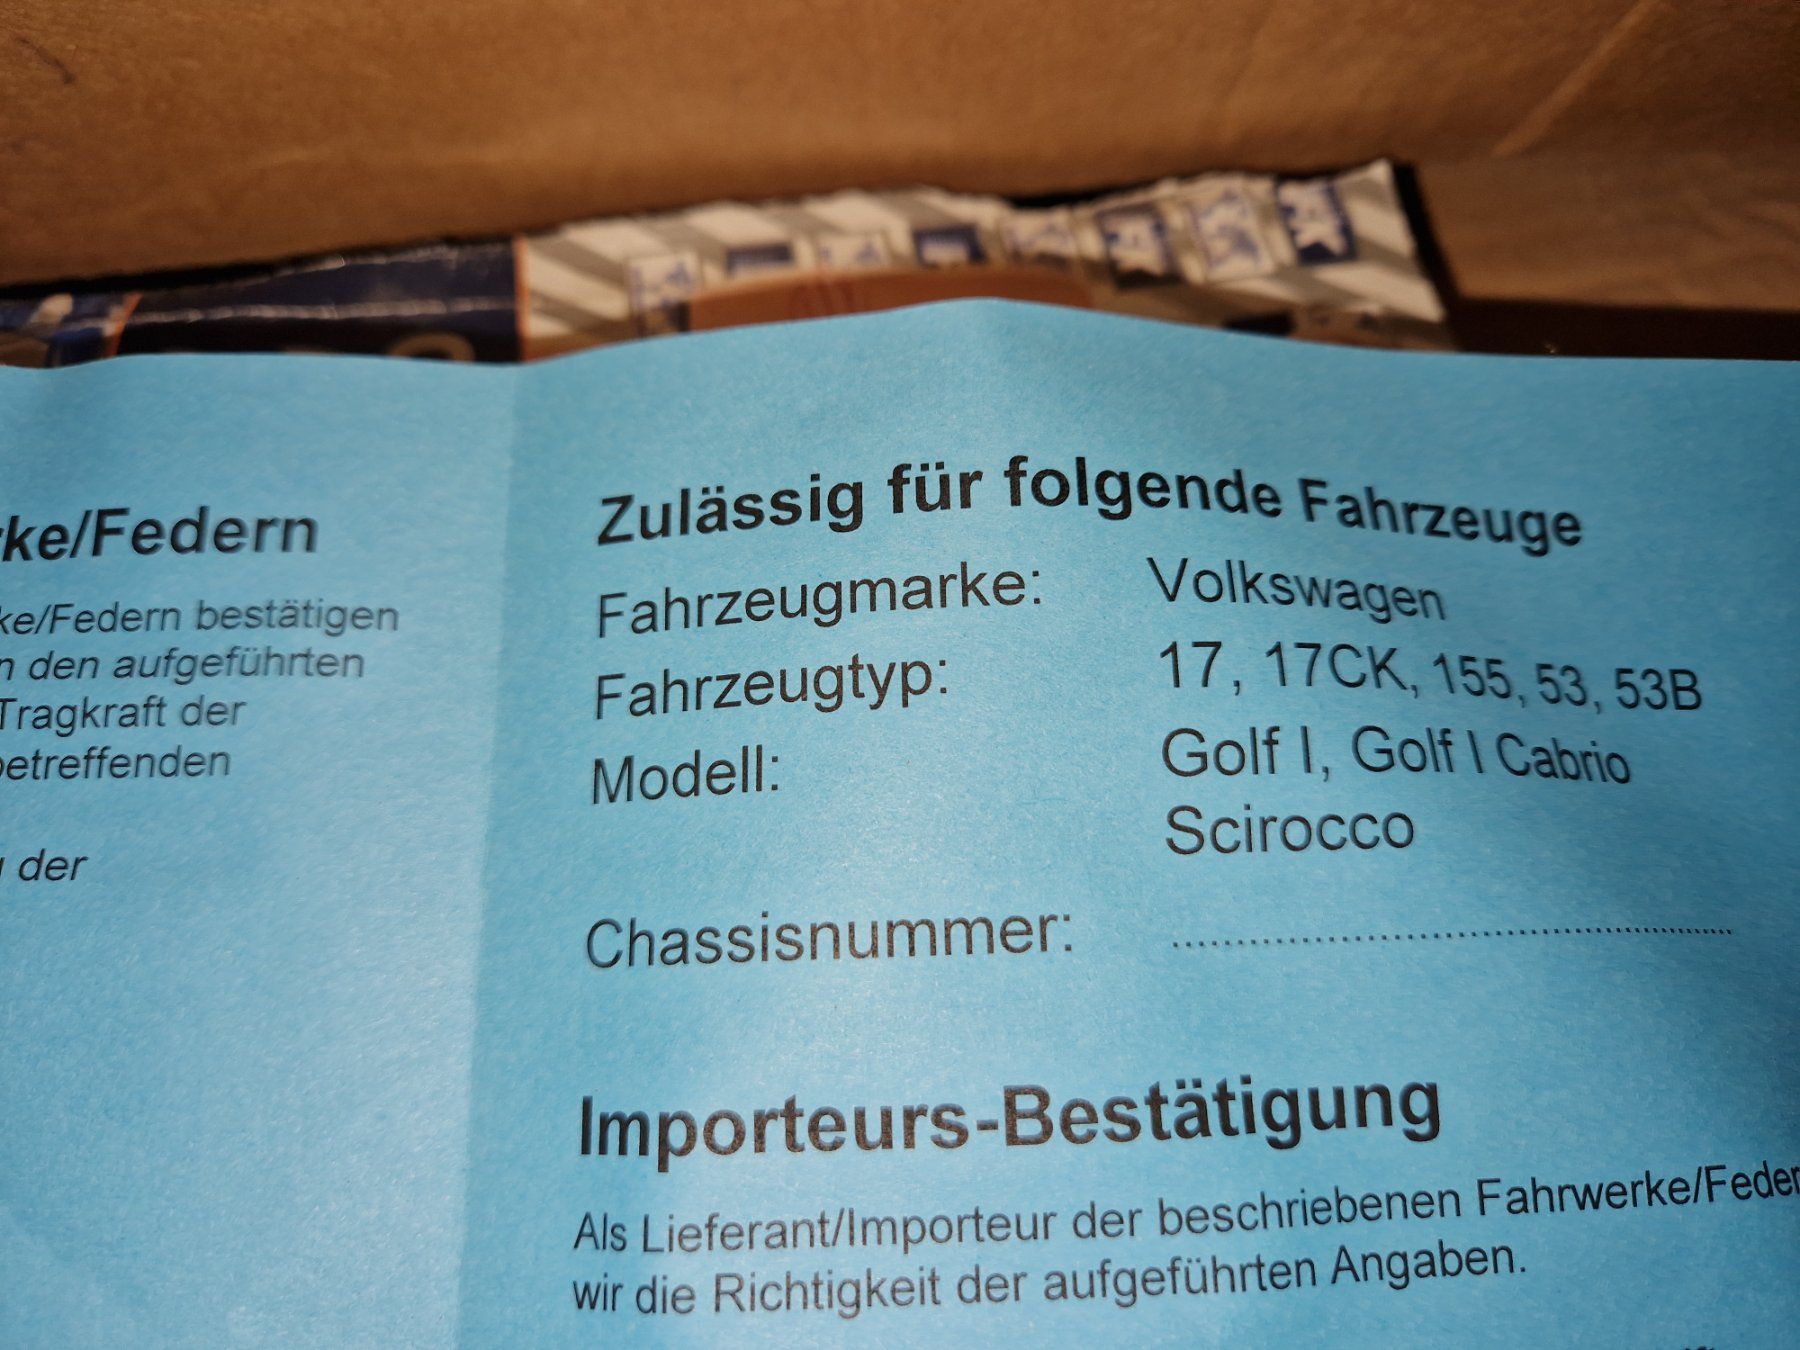 ke/Federn
ke/Federn bestätigen
n den aufgeführten
Tragkraft der
betreffenden
der
Zulässig für folgende Fahrzeuge
Fahrzeugmarke: Volkswagen
Fahrzeugtyp: 17, 17CK, 155, 53, 53B
Modell: Golf I, Golf I Cabrio
Scirocco
Chassisnummer: ................................................
Importeurs-Bestätigung
Als Lieferant/Importeur der beschriebenen Fahrwerke/Feder
wir die Richtigkeit der aufgeführten Angaben.